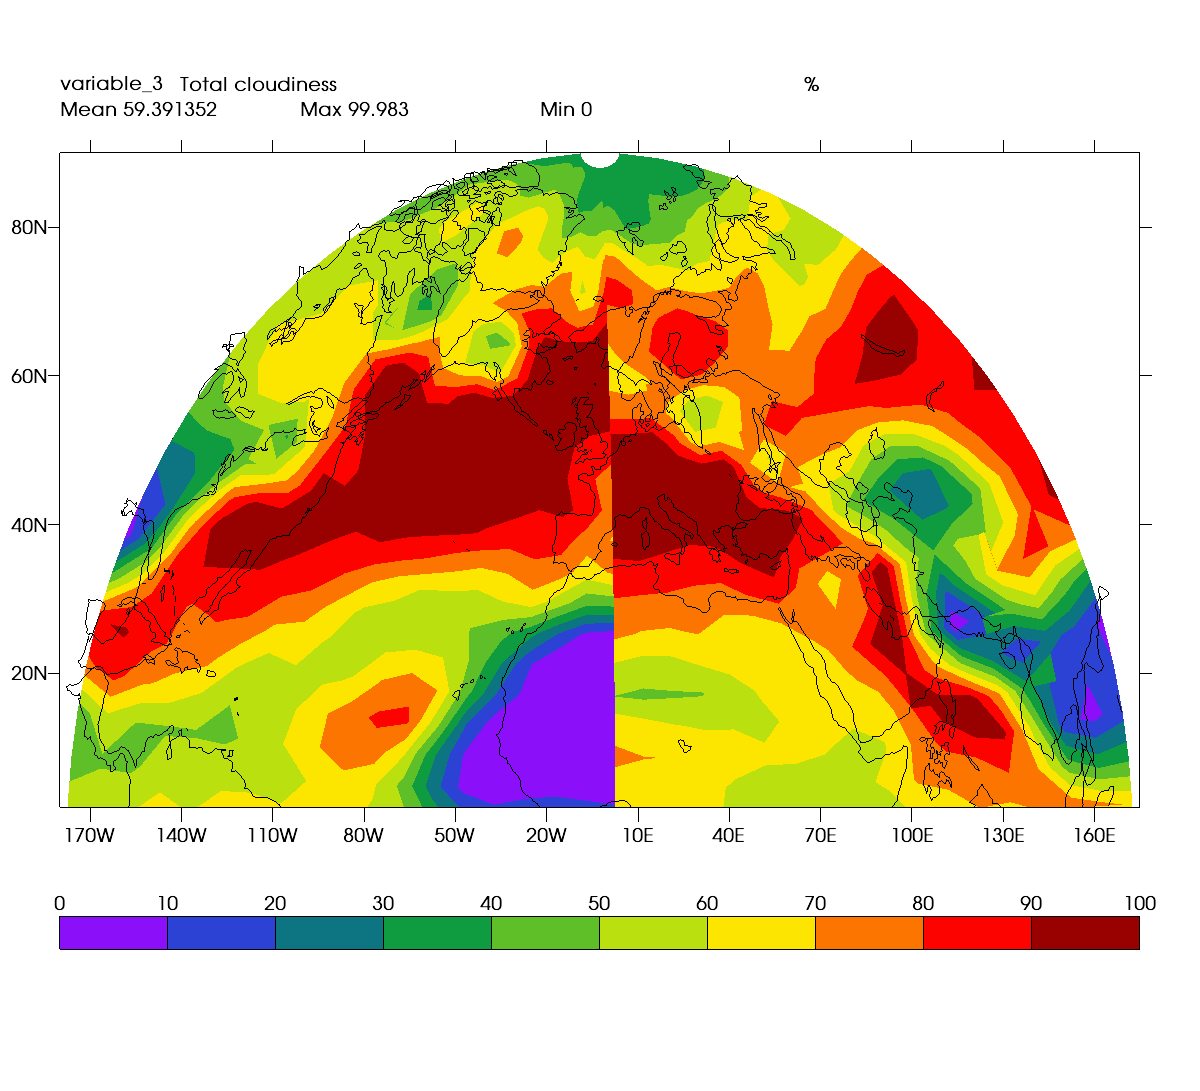 variable_3 Total cloudiness %
Mean 59.391352 Max 99.983 Min 0
80N
60N
40N
20N
170W 140W 110W 80W 50W 20W 10E 40E 70E 100E 130E 160E
0 10 20 30 40 50 60 70 80 90 100